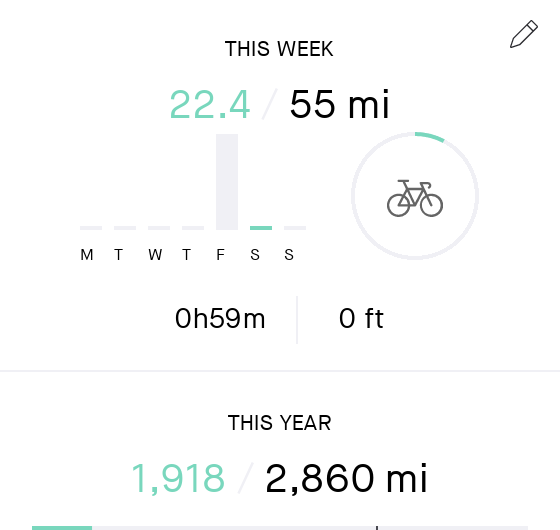 THIS WEEK
22.4 / 55 mi
M T W T F S S
0h59m 0 ft
THIS YEAR
1,918 / 2,860 mi